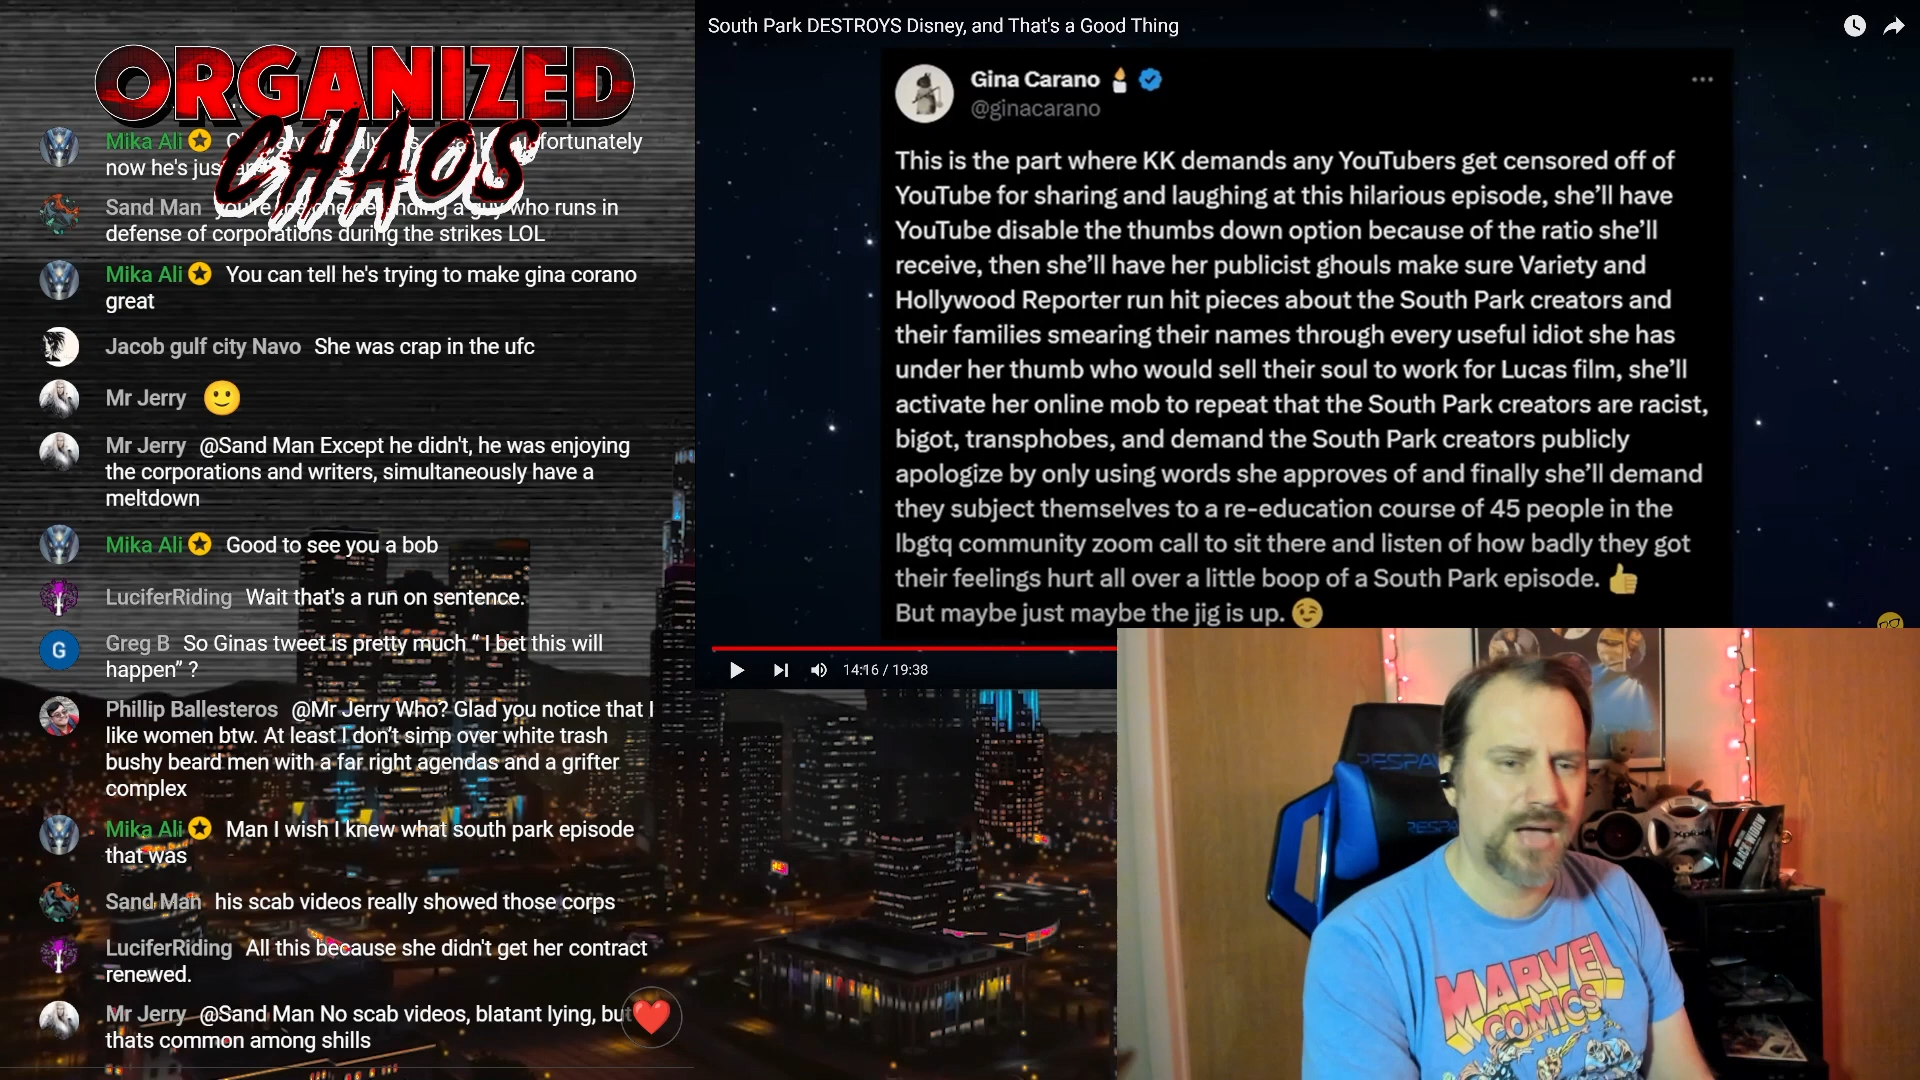 ORGANIZED
CHAOS
Mika Ali fortunately
now he's jus
Sand Man a guy who runs in
defense of corporations during the strikes LOL
Mika Ali You can tell he's trying to make gina corano
great
Jacob gulf city Navo She was crap in the ufc
Mr Jerry 🙂
Mr Jerry @Sand Man Except he didn't, he was enjoying
the corporations and writers, simultaneously have a
meltdown
Mika Ali Good to see you a bob
LuciferRiding Wait that's a run on sentence.
G Greg B So Ginas tweet is pretty much “ I bet this will
happen” ?
Phillip Ballesteros @Mr Jerry Who? Glad you notice that I
like women btw. At least I don't simp over white trash
bushy beard men with a far right agendas and a grifter
complex
Mika Ali Man I wish I knew what south park episode
that was
Sand Man his scab videos really showed those corps
LuciferRiding All this because she didn't get her contract
renewed.
Mr Jerry @Sand Man No scab videos, blatant lying, but
thats common among shills
South Park DESTROYS Disney, and That's a Good Thing
Gina Carano 🕯️
@ginacarano
This is the part where KK demands any YouTubers get censored off of
YouTube for sharing and laughing at this hilarious episode, she’ll have
YouTube disable the thumbs down option because of the ratio she’ll
receive, then she’ll have her publicist ghouls make sure Variety and
Hollywood Reporter run hit pieces about the South Park creators and
their families smearing their names through every useful idiot she has
under her thumb who would sell their soul to work for Lucas film, she’ll
activate her online mob to repeat that the South Park creators are racist,
bigot, transphobes, and demand the South Park creators publicly
apologize by only using words she approves of and finally she’ll demand
they subject themselves to a re-education course of 45 people in the
lbgtq community zoom call to sit there and listen of how badly they got
their feelings hurt all over a little boop of a South Park episode. 👍
But maybe just maybe the jig is up. 😉
14:16 / 19:38
RESPA
RESPA
Xplod
BLACK WIDOW
MARVEL
COMICS